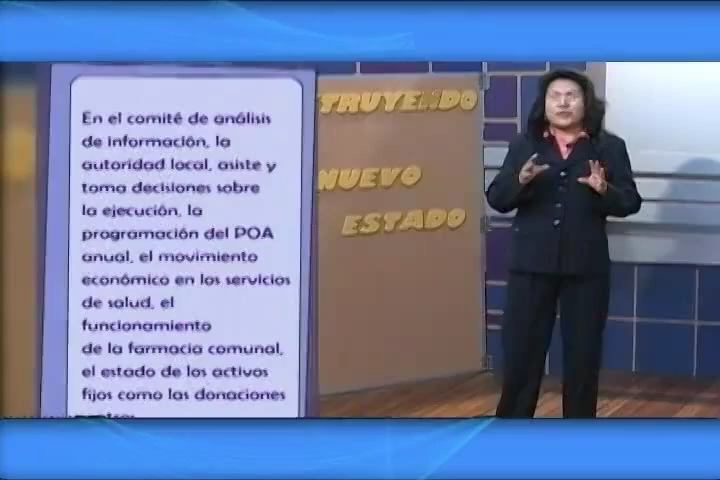 En el comité de análisis
de información, la
autoridad local, asiste y
toma decisiones sobre
la ejecución, la
programación del POA
anual, el movimiento
económico en los servicios
de salud, el
funcionamiento
de la farmacia comunal,
el estado de los activos
fijos como las donaciones
TRUYENDO
NUEVO
ESTADO